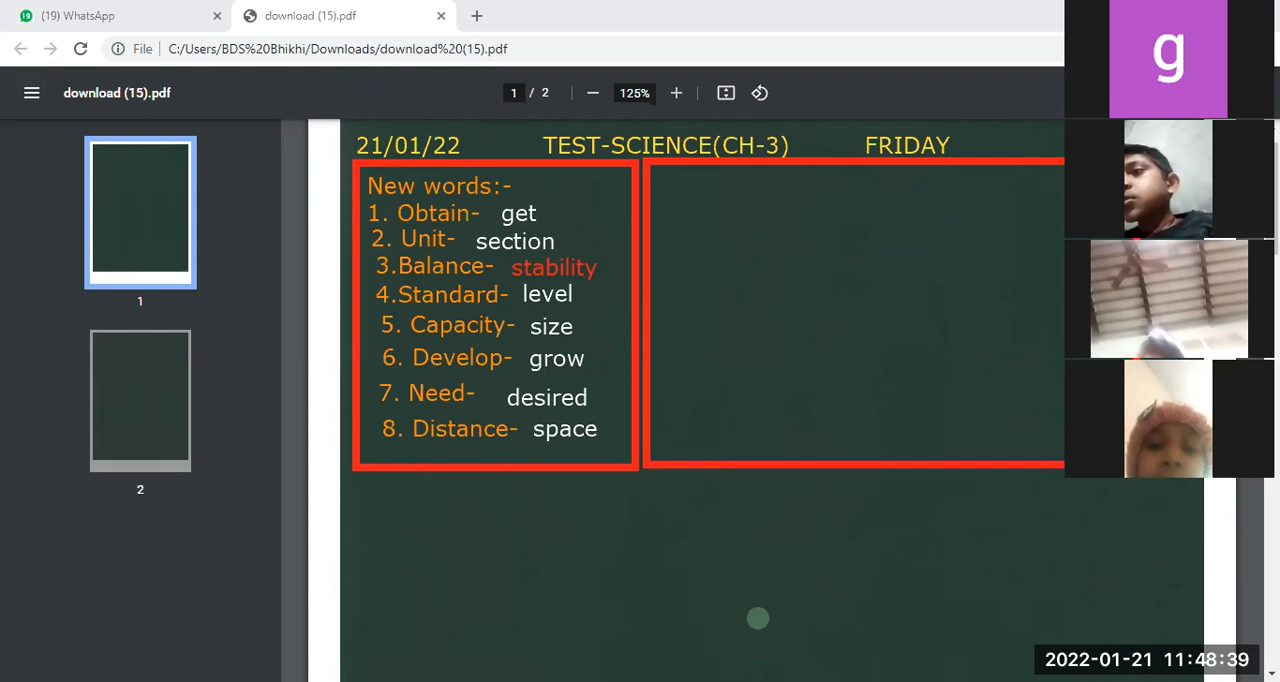 (19) WhatsApp
download (15).pdf
File C:/Users/BDS%20Bhikhi/Downloads/download%20(15).pdf
download (15).pdf
1 / 2
125%
g
21/01/22 TEST-SCIENCE(CH-3) FRIDAY
New words:-
1. Obtain- get
2. Unit- section
3.Balance- stability
4.Standard- level
5. Capacity- size
6. Develop- grow
7. Need- desired
8. Distance- space
1
2
2022-01-21 11:48:39